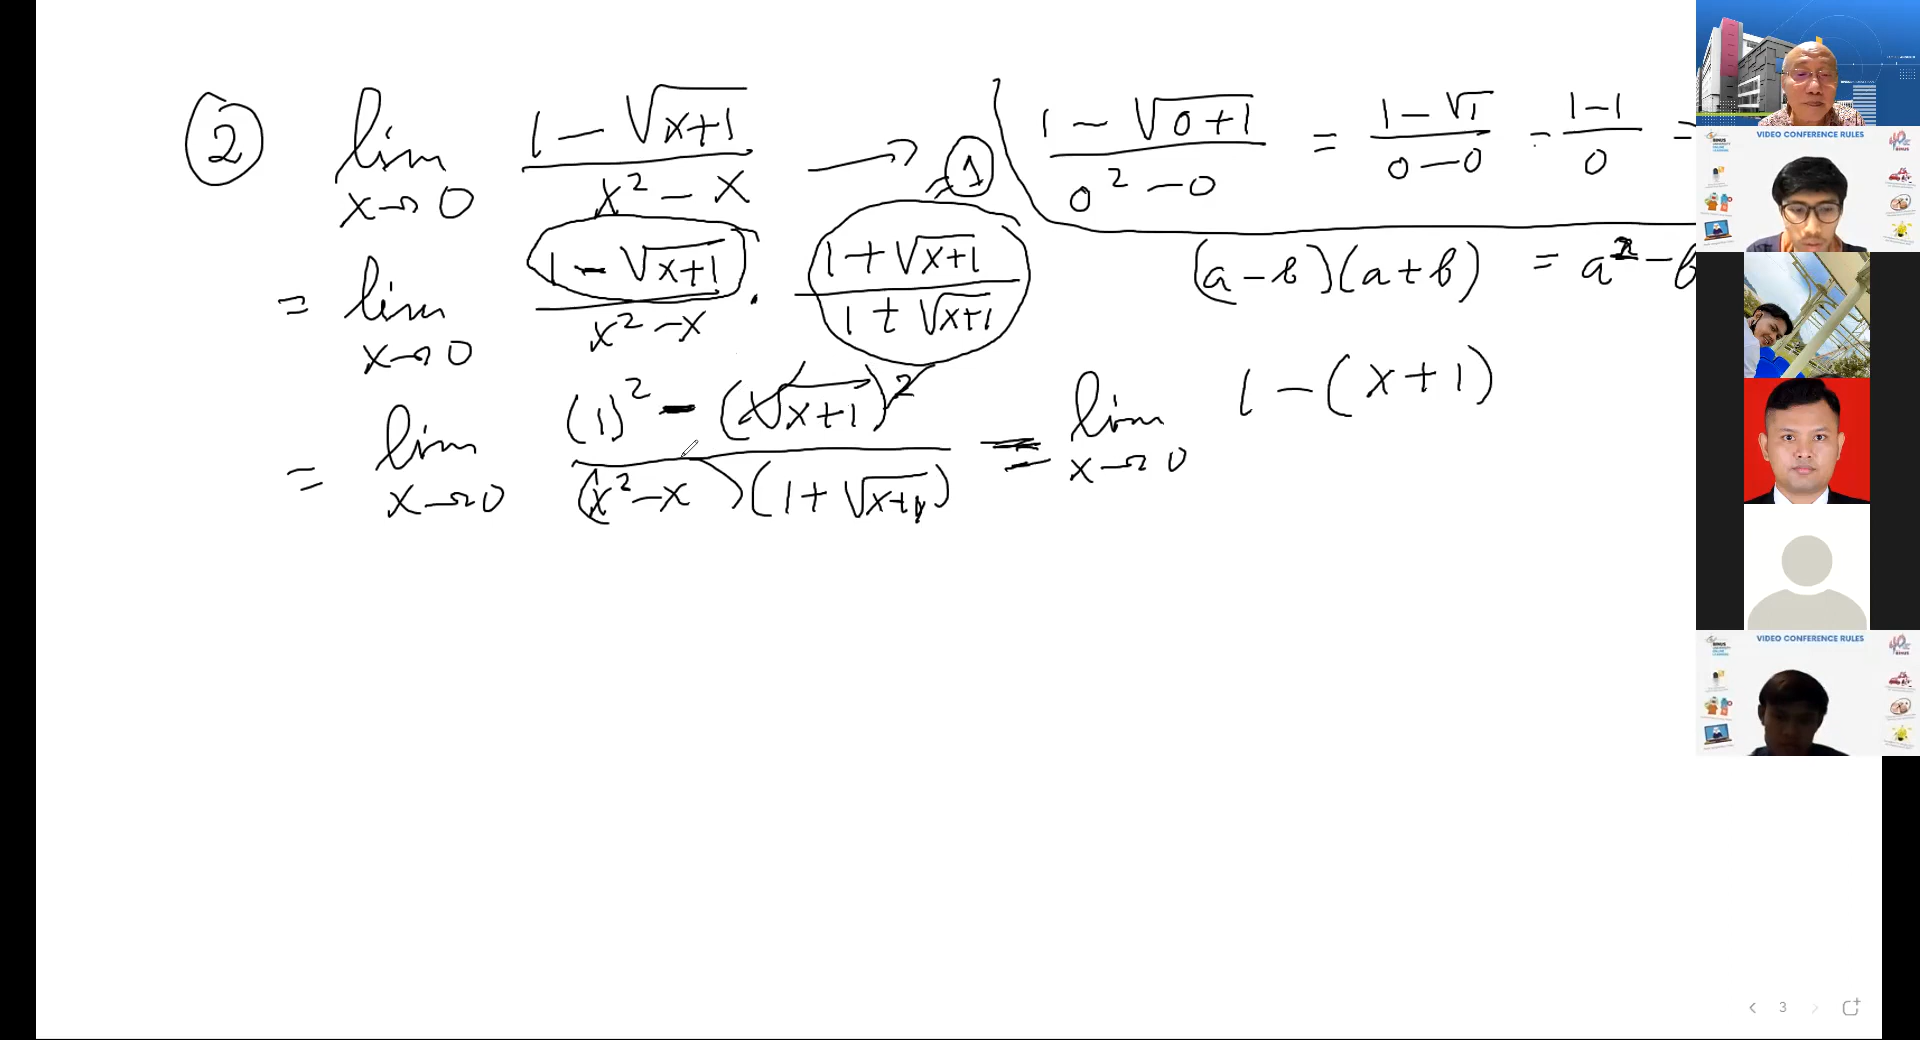 ② lim x→0 (1 − √(x+1)) / (x² − x) → (1 − √(0+1)) / (0² − 0) = (1 − √1) / (0 − 0) = (1 − 1) / 0 =
= 1
= lim x→0 (1 − √(x+1)) / (x² − x) · (1 + √(x+1)) / (1 + √(x+1))
(a − b)(a + b) = a² − b
= lim x→0 ((1)² − (√(x+1))²) / ((x² − x)(1 + √(x+1))) = lim x→0 1 − (x+1)
VIDEO CONFERENCE RULES
VIDEO CONFERENCE RULES
3